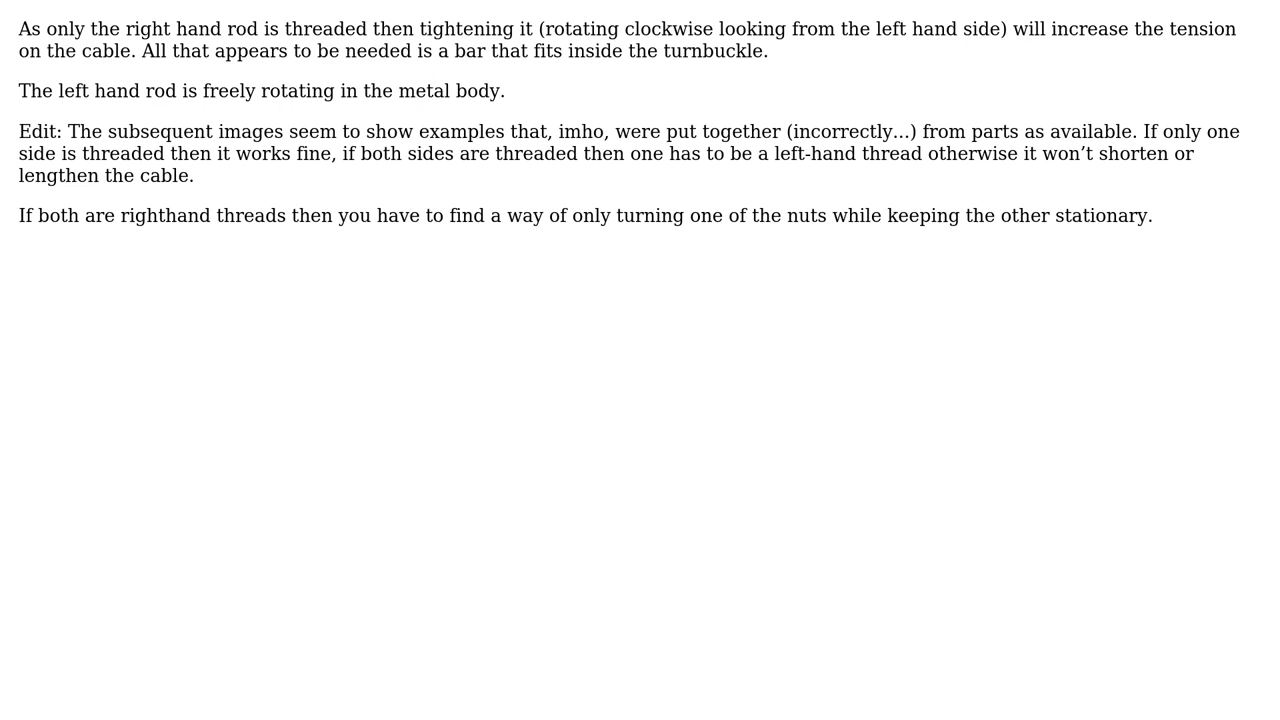 As only the right hand rod is threaded then tightening it (rotating clockwise looking from the left hand side) will increase the tension
on the cable. All that appears to be needed is a bar that fits inside the turnbuckle.
The left hand rod is freely rotating in the metal body.
Edit: The subsequent images seem to show examples that, imho, were put together (incorrectly...) from parts as available. If only one
side is threaded then it works fine, if both sides are threaded then one has to be a left-hand thread otherwise it won’t shorten or
lengthen the cable.
If both are righthand threads then you have to find a way of only turning one of the nuts while keeping the other stationary.